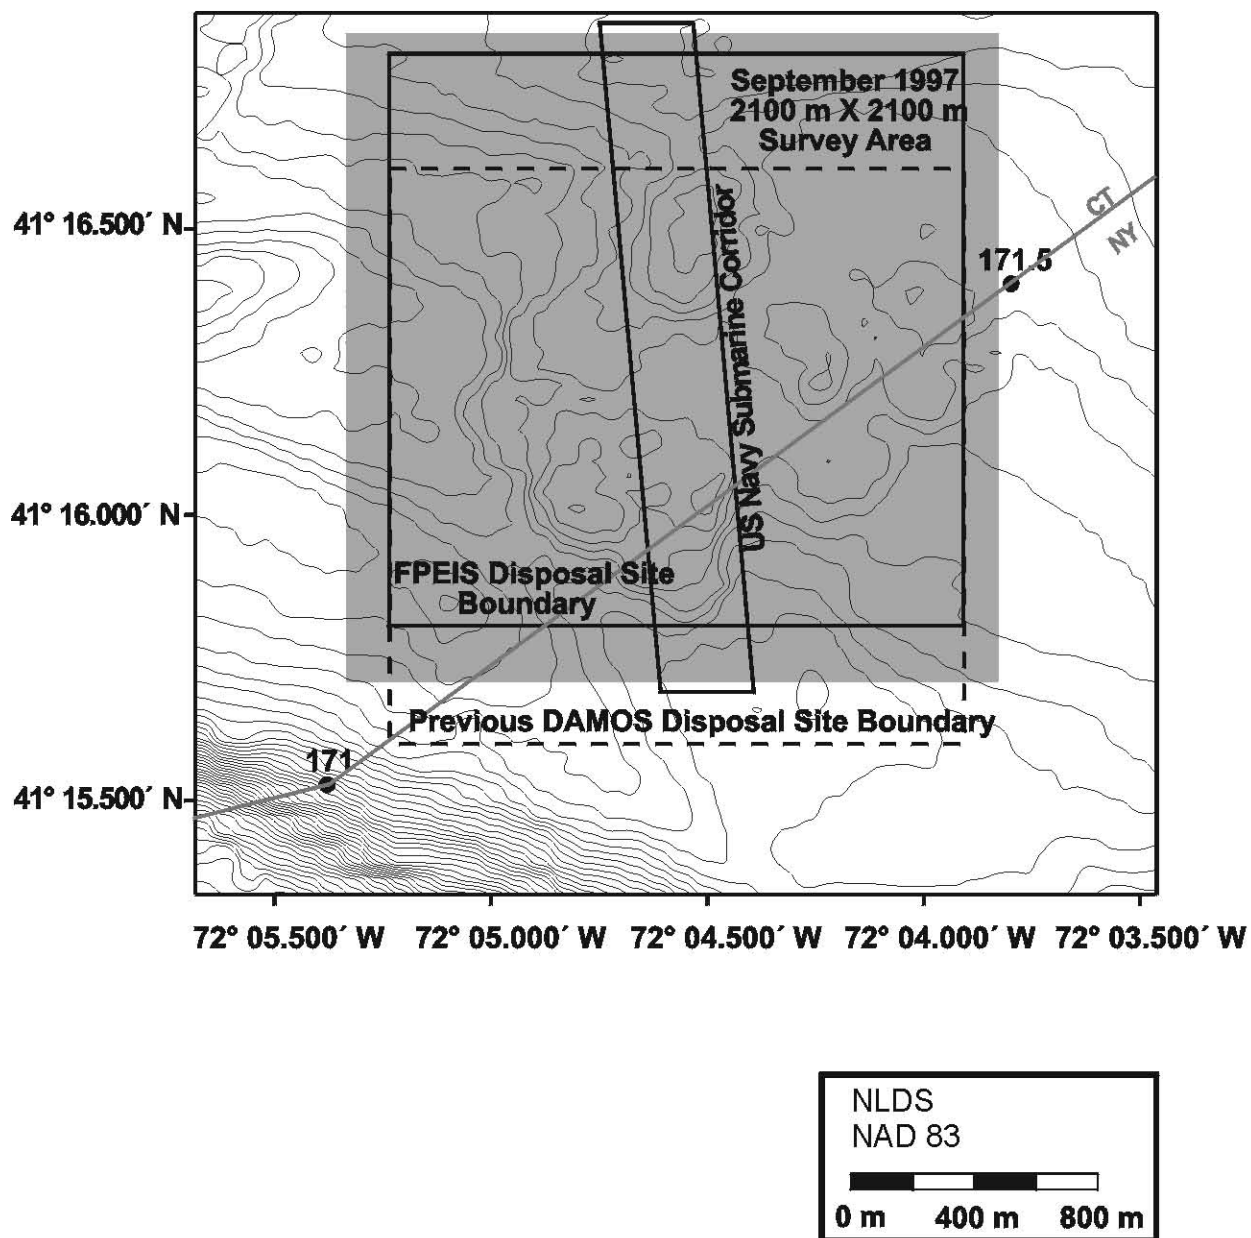 September 1997
2100 m X 2100 m
Survey Area
CT
NY
41° 16.500′ N
171.5
US Navy Submarine Corridor
41° 16.000′ N
FPEIS Disposal Site
Boundary
Previous DAMOS Disposal Site Boundary
171
41° 15.500′ N
72° 05.500′ W 72° 05.000′ W 72° 04.500′ W 72° 04.000′ W 72° 03.500′ W
NLDS
NAD 83
0 m 400 m 800 m